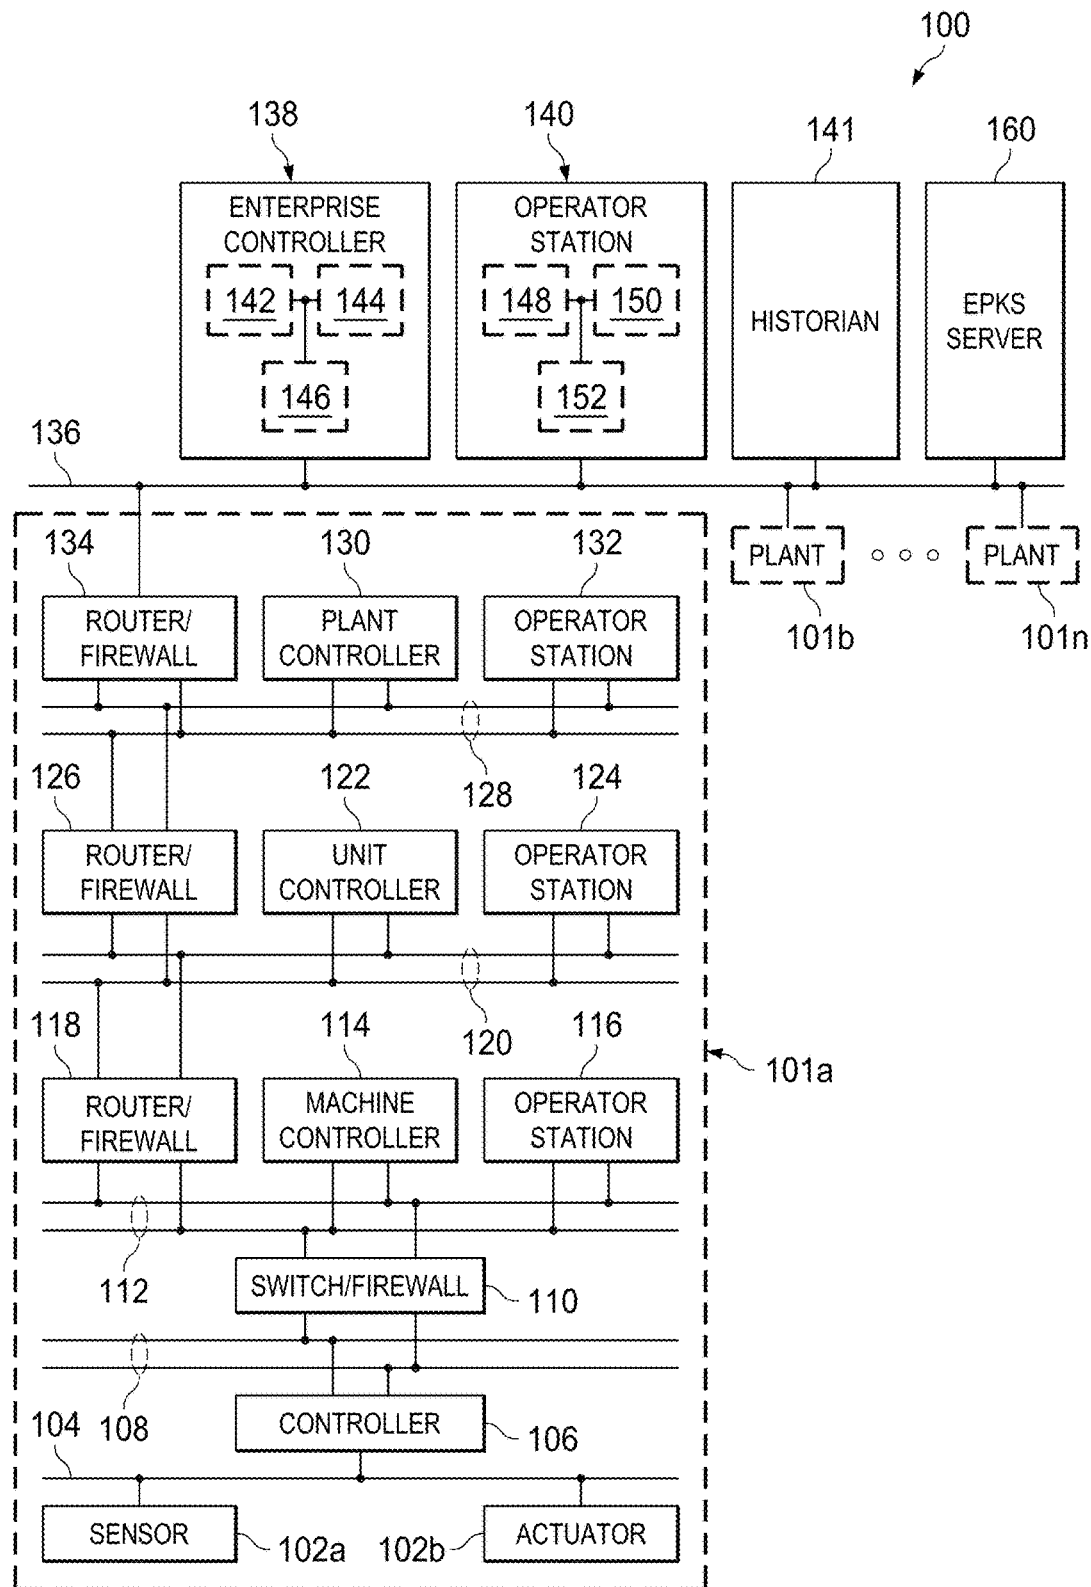 100
138
140
141
160
ENTERPRISE
CONTROLLER
142
144
146
OPERATOR
STATION
148
150
152
HISTORIAN
EPKS
SERVER
136
PLANT
PLANT
101b
101n
134
130
132
ROUTER/
FIREWALL
PLANT
CONTROLLER
OPERATOR
STATION
128
126
122
124
ROUTER/
FIREWALL
UNIT
CONTROLLER
OPERATOR
STATION
120
118
114
116
101a
ROUTER/
FIREWALL
MACHINE
CONTROLLER
OPERATOR
STATION
112
SWITCH/FIREWALL
110
108
CONTROLLER
106
104
SENSOR
102a
102b
ACTUATOR